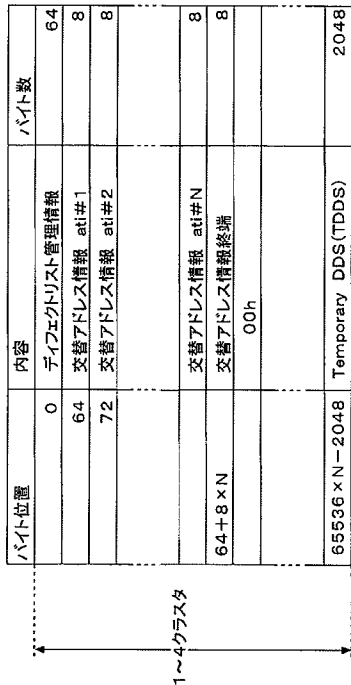 バイト位置 内容 バイト数
0 ディフェクトリスト管理情報 64
64 交替アドレス情報 ati#1 8
72 交替アドレス情報 ati#2 8
交替アドレス情報 ati#N 8
64+8×N 交替アドレス情報終端 8
00h
65536×N−2048 Temporary DDS(TDDS) 2048
1〜4クラスタ